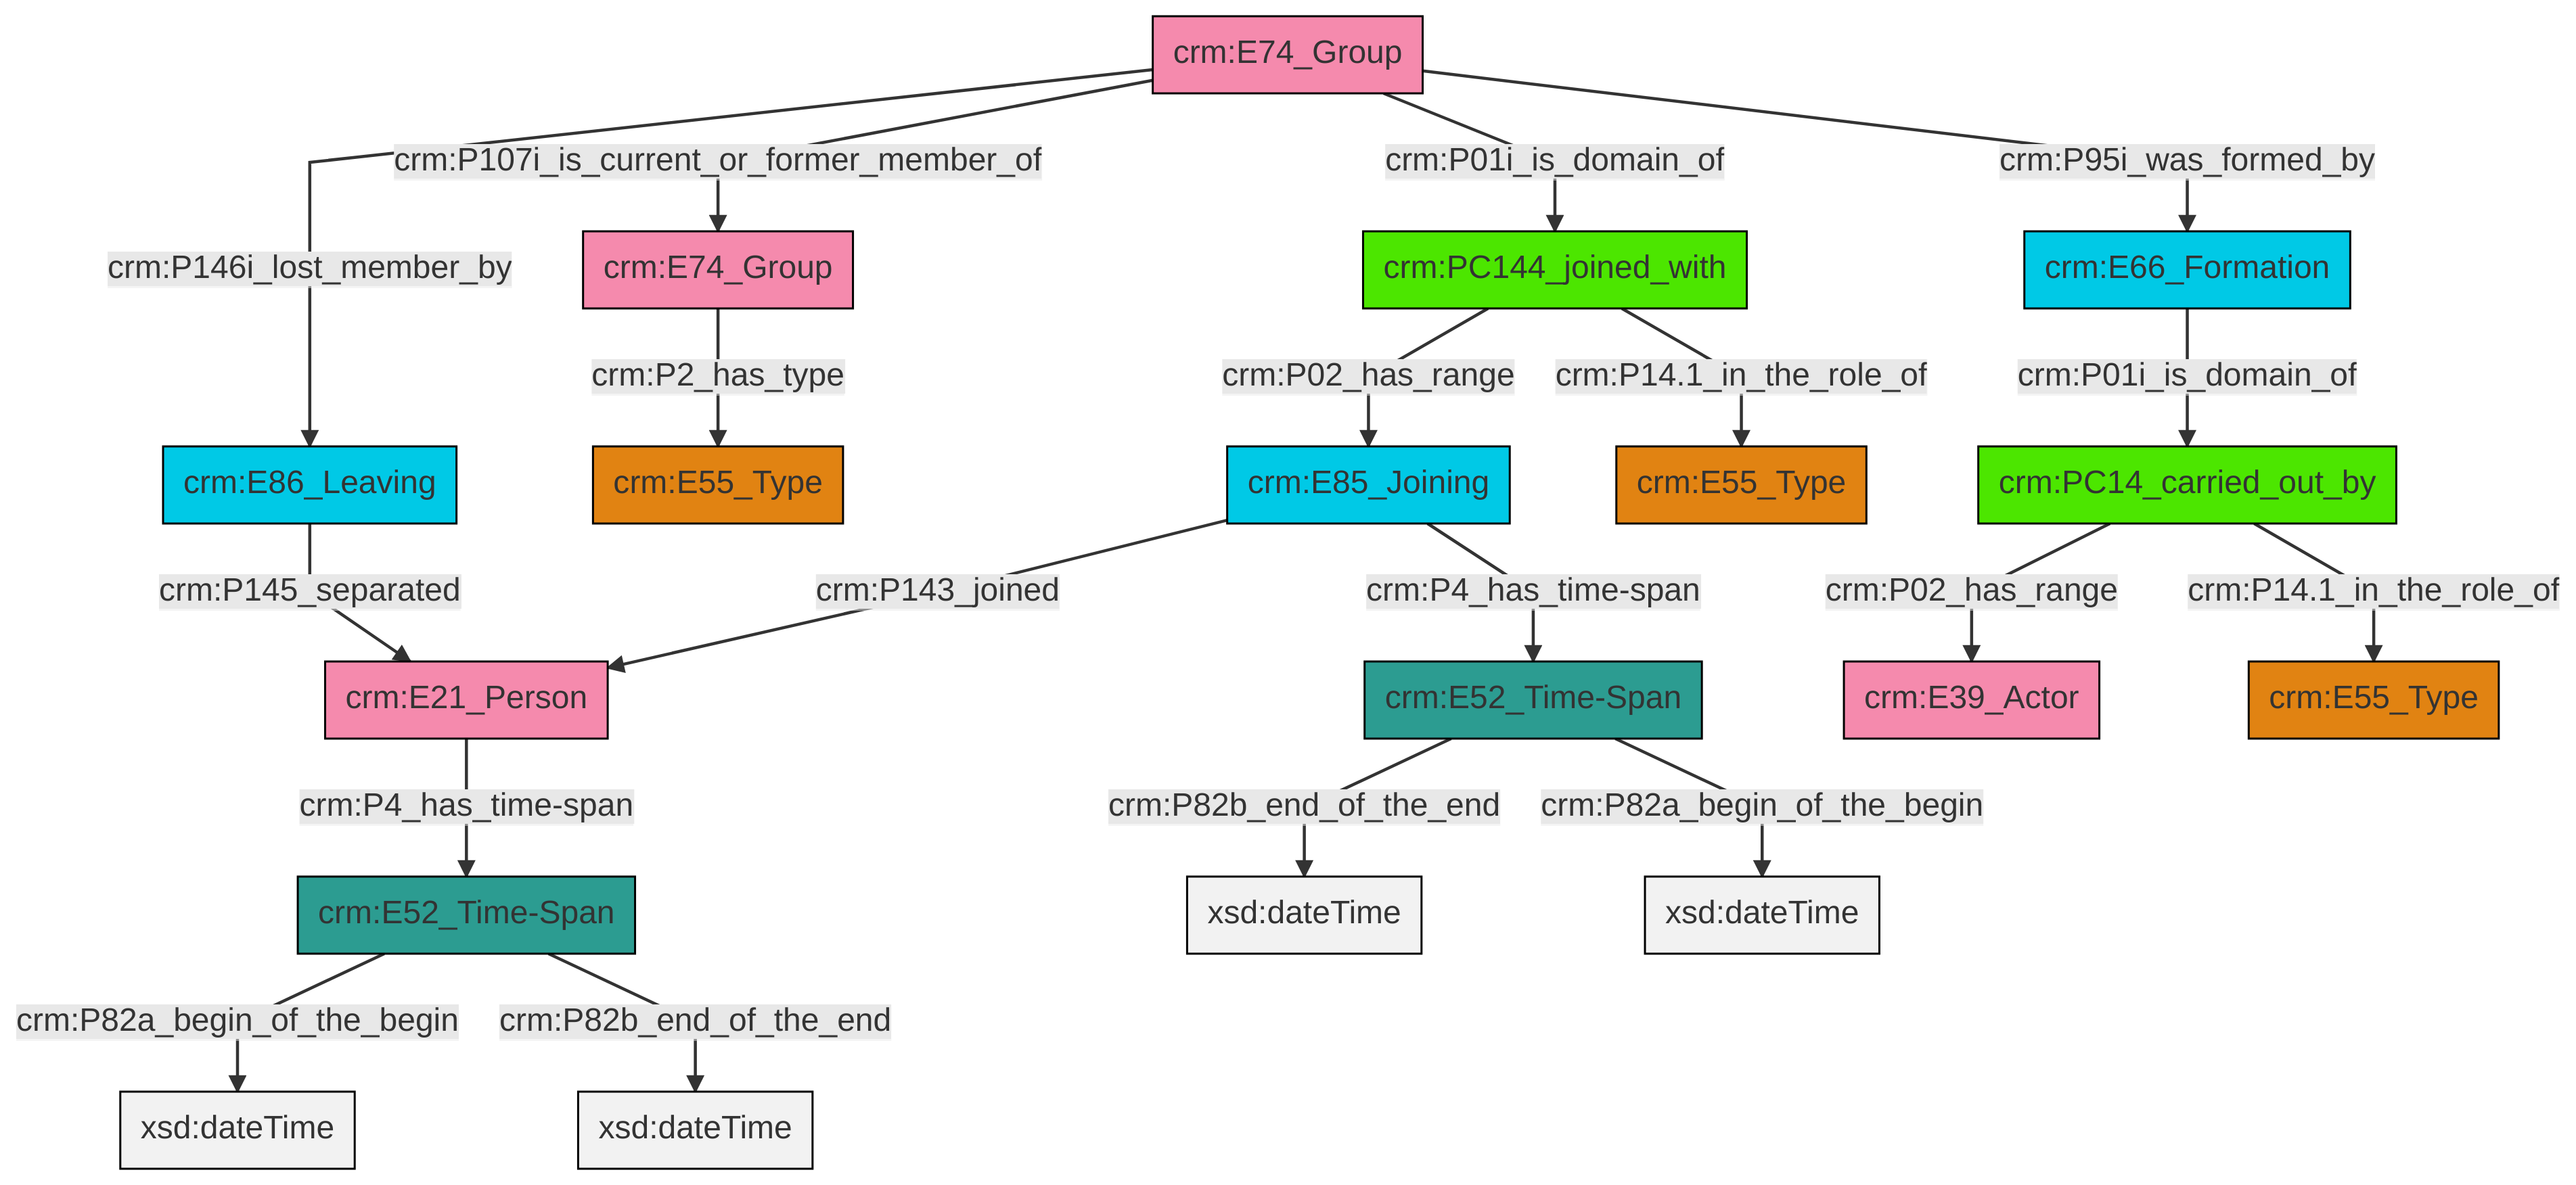 crm:E74_Group
crm:P107i_is_current_or_former_member_of
crm:P01i_is_domain_of
crm:P95i_was_formed_by
crm:P146i_lost_member_by
crm:E74_Group
crm:PC144_joined_with
crm:E66_Formation
crm:P2_has_type
crm:P02_has_range
crm:P14.1_in_the_role_of
crm:P01i_is_domain_of
crm:E86_Leaving
crm:E55_Type
crm:E85_Joining
crm:E55_Type
crm:PC14_carried_out_by
crm:P145_separated
crm:P143_joined
crm:P4_has_time-span
crm:P02_has_range
crm:P14.1_in_the_role_of
crm:E21_Person
crm:E52_Time-Span
crm:E39_Actor
crm:E55_Type
crm:P4_has_time-span
crm:P82b_end_of_the_end
crm:P82a_begin_of_the_begin
crm:E52_Time-Span
xsd:dateTime
xsd:dateTime
crm:P82a_begin_of_the_begin
crm:P82b_end_of_the_end
xsd:dateTime
xsd:dateTime